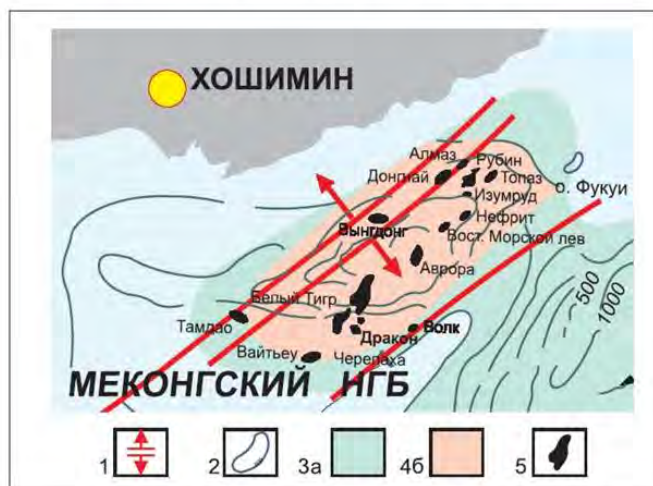 ХОШИМИН
Алмаз
Рубин
Донгнай
Топаз
о. Фукуи
Изумруд
Нефрит
Вынгдонг
Вост. Морской лев
Аврора
500
1000
Белый Тигр
Тамдао
Дракон
Волк
Вайтьеу
Черепаха
МЕКОНГСКИЙ НГБ
1 2 3а 4б 5